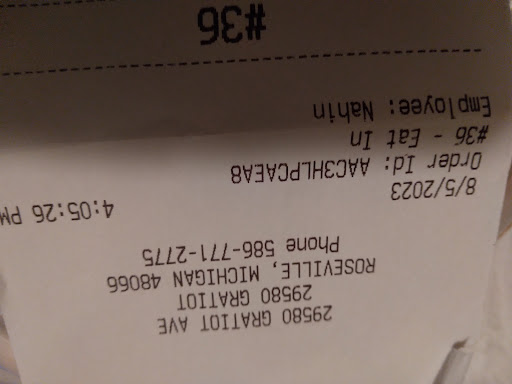 29580 GRATIOT AVE
29580 GRATIOT
ROSEVILLE, MICHIGAN 48066
Phone 586-771-2775
8/5/2023 4:05:26 PM
Order Id: AAC3HLPCAEA8
#36 - Eat In
Employee: Nahin
#36